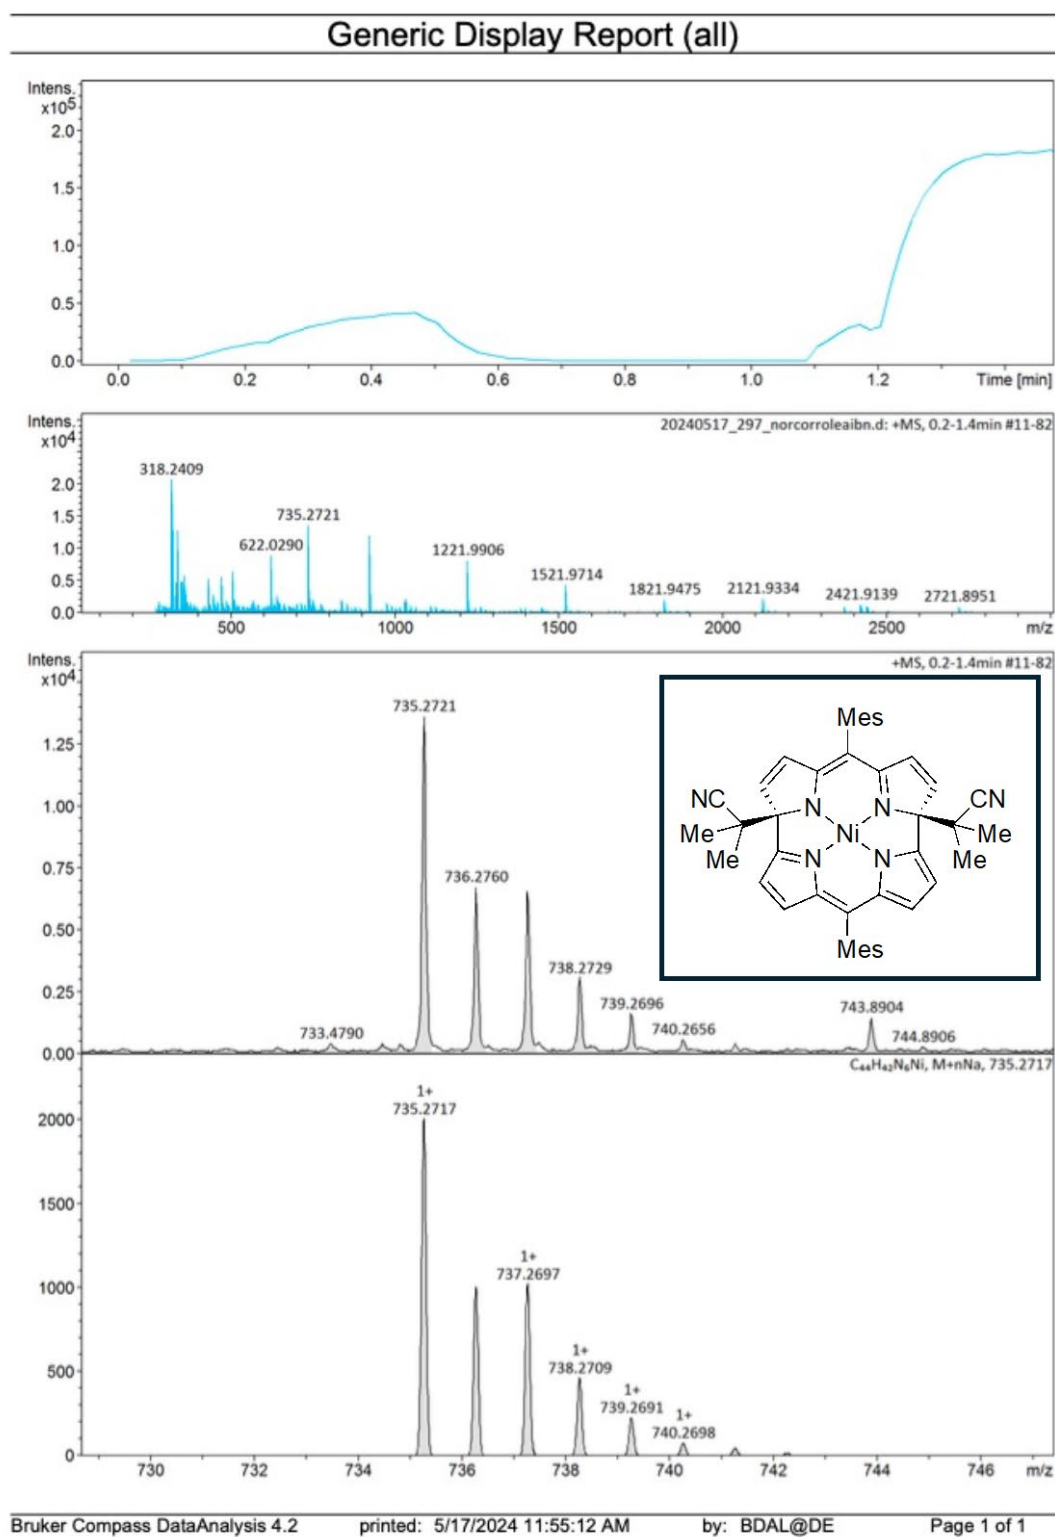 Generic Display Report (all)
Intens.
x10⁵
2.0
1.5
1.0
0.5
0.0
0.0 0.2 0.4 0.6 0.8 1.0 1.2 Time [min]
Intens.
x10⁴
20240517_297_norcorroleaibn.d: +MS, 0.2-1.4min #11-82
2.0
1.5
1.0
0.5
0.0
318.2409
622.0290
735.2721
1221.9906
1521.9714
1821.9475
2121.9334
2421.9139
2721.8951
500 1000 1500 2000 2500 m/z
Intens.
x10⁴
+MS, 0.2-1.4min #11-82
1.25
1.00
0.75
0.50
0.25
0.00
733.4790
735.2721
736.2760
738.2729
739.2696
740.2656
743.8904
744.8906
Mes
NC
CN
N N
Me Ni Me
Me N N Me
Mes
C₄₄H₄₂N₆Ni, M+nNa, 735.2717
2000
1500
1000
500
0
1+
735.2717
1+
737.2697
1+
738.2709
1+
739.2691
1+
740.2698
730 732 734 736 738 740 742 744 746 m/z
Bruker Compass DataAnalysis 4.2 printed: 5/17/2024 11:55:12 AM by: BDAL@DE Page 1 of 1